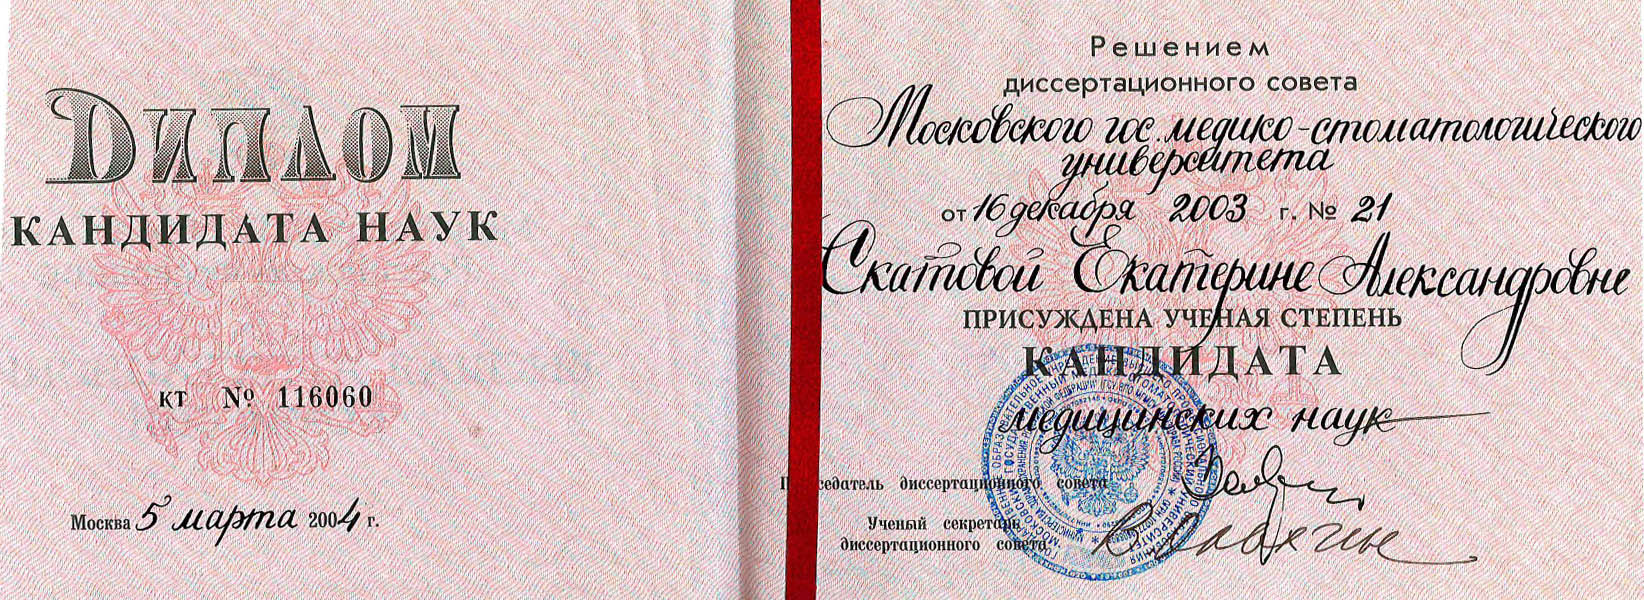 ДИПЛОМ
КАНДИДАТА НАУК
КТ № 116060
Москва 5 марта 2004 г.
Решением
диссертационного совета
Московского гос. медико-стоматологического
университета
от 16 декабря 2003 г. № 21
Скатовой Екатерине Александровне
ПРИСУЖДЕНА УЧЕНАЯ СТЕПЕНЬ
КАНДИДАТА
медицинских наук
седатель диссертационного совета
Ученый секретарь
диссертационного совета